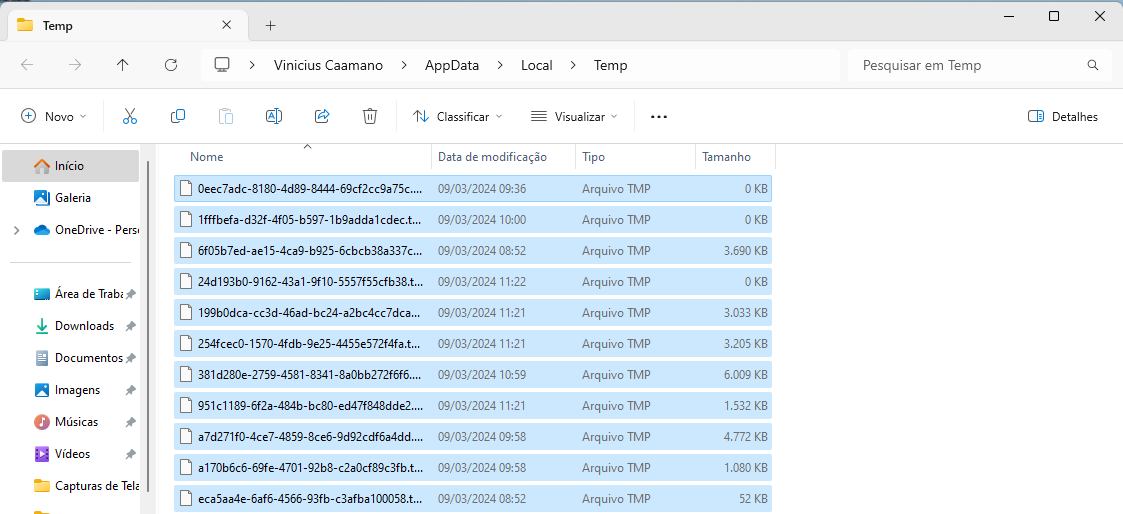 Temp
Vinicius Caamano > AppData > Local > Temp
Pesquisar em Temp
Novo
Classificar
Visualizar
Detalhes
Nome Data de modificação Tipo Tamanho
Início
Galeria
OneDrive - Perso
Área de Traba
Downloads
Documentos
Imagens
Músicas
Vídeos
Capturas de Tela
0eec7adc-8180-4d89-8444-69cf2cc9a75c.... 09/03/2024 09:36 Arquivo TMP 0 KB
1fffbefa-d32f-4f05-b597-1b9adda1cdec.t... 09/03/2024 10:00 Arquivo TMP 0 KB
6f05b7ed-ae15-4ca9-b925-6cbcb38a337c... 09/03/2024 08:52 Arquivo TMP 3.690 KB
24d193b0-9162-43a1-9f10-5557f55cfb38.t... 09/03/2024 11:22 Arquivo TMP 0 KB
199b0dca-cc3d-46ad-bc24-a2bc4cc7dca... 09/03/2024 11:21 Arquivo TMP 3.033 KB
254fcec0-1570-4fdb-9e25-4455e572f4fa.t... 09/03/2024 11:21 Arquivo TMP 3.205 KB
381d280e-2759-4581-8341-8a0bb272f6f6.... 09/03/2024 10:59 Arquivo TMP 6.009 KB
951c1189-6f2a-484b-bc80-ed47f848dde2.... 09/03/2024 11:21 Arquivo TMP 1.532 KB
a7d271f0-4ce7-4859-8ce6-9d92cdf6a4dd.... 09/03/2024 09:58 Arquivo TMP 4.772 KB
a170b6c6-69fe-4701-92b8-c2a0cf89c3fb.t... 09/03/2024 09:58 Arquivo TMP 1.080 KB
eca5aa4e-6af6-4566-93fb-c3afba100058.t... 09/03/2024 08:52 Arquivo TMP 52 KB